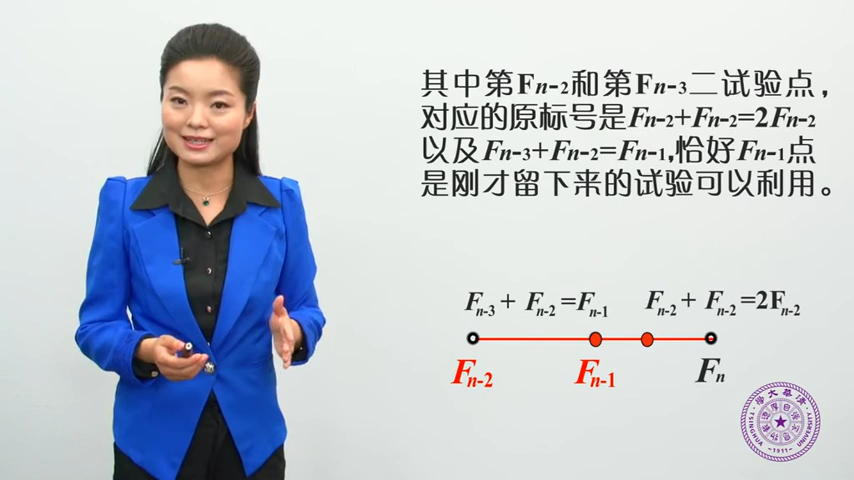 其中第Fn-2和第Fn-3二试验点，
对应的原标号是Fn-2+Fn-2=2Fn-2
以及Fn-3+Fn-2=Fn-1,恰好Fn-1点
是刚才留下来的试验可以利用。
Fn-3 + Fn-2 =Fn-1 Fn-2 + Fn-2 =2Fn-2
Fn-2 Fn-1 Fn
TSINGHUA UNIVERSITY
1911